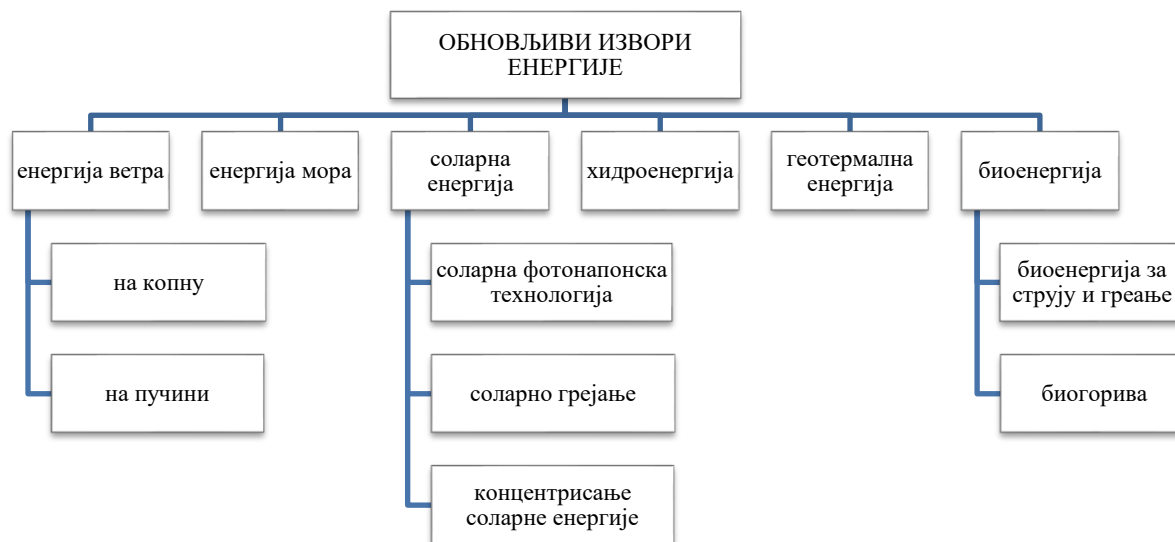 ОБНОВЉИВИ ИЗВОРИ
ЕНЕРГИЈЕ
енергија ветра
енергија мора
соларна
енергија
хидроенергија
геотермална
енергија
биоенергија
на копну
на пучини
соларна фотонапонска
технологија
соларно грејање
концентрисање
соларне енергије
биоенергија за
струју и греање
биогорива